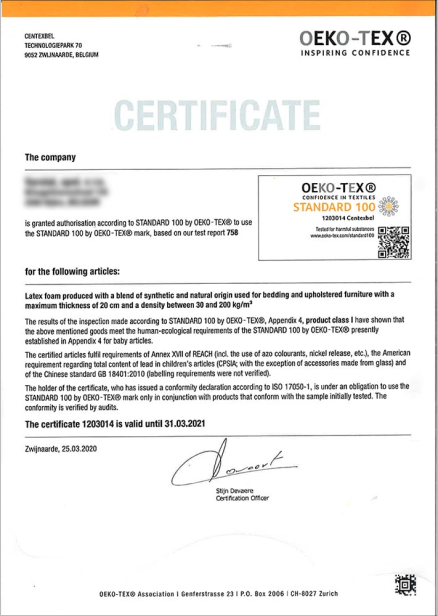 CENTEXBEL
TECHNOLOGIEPARK 70
9052 ZWIJNAARDE, BELGIUM
OEKO-TEX®
INSPIRING CONFIDENCE
CERTIFICATE
The company
is granted authorisation according to STANDARD 100 by OEKO-TEX® to use
the STANDARD 100 by OEKO-TEX® mark, based on our test report 758
OEKO-TEX®
CONFIDENCE IN TEXTILES
STANDARD 100
1203014 Centexbel
Tested for harmful substances
www.oeko-tex.com/standard100
for the following articles:
Latex foam produced with a blend of synthetic and natural origin used for bedding and upholstered furniture with a
maximum thickness of 20 cm and a density between 30 and 200 kg/m³
The results of the inspection made according to STANDARD 100 by OEKO-TEX®, Appendix 4, product class I have shown that
the above mentioned goods meet the human-ecological requirements of the STANDARD 100 by OEKO-TEX® presently
established in Appendix 4 for baby articles.
The certified articles fulfil requirements of Annex XVII of REACH (incl. the use of azo colourants, nickel release, etc.), the American
requirement regarding total content of lead in children's articles (CPSIA; with the exception of accessories made from glass) and
of the Chinese standard GB 18401:2010 (labelling requirements were not verified).
The holder of the certificate, who has issued a conformity declaration according to ISO 17050-1, is under an obligation to use the
STANDARD 100 by OEKO-TEX® mark only in conjunction with products that conform with the sample initially tested. The
conformity is verified by audits.
The certificate 1203014 is valid until 31.03.2021
Zwijnaarde, 25.03.2020
Stijn Devaere
Certification Officer
OEKO-TEX® Association | Genferstrasse 23 | P.O. Box 2006 | CH-8027 Zurich